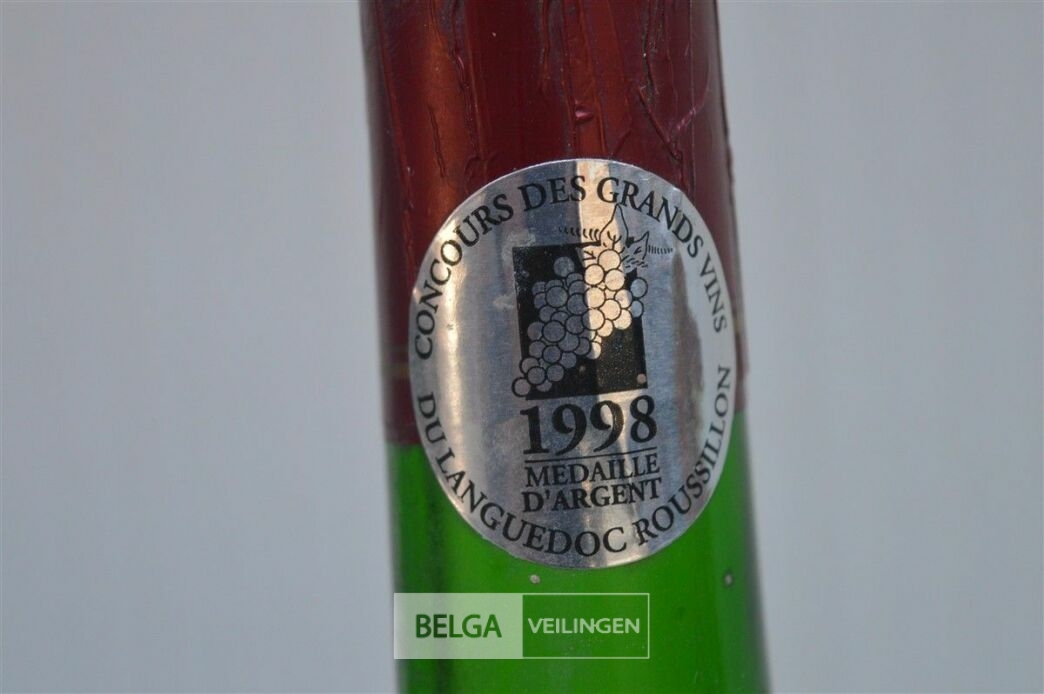 CONCOURS DES GRANDS VINS
DU LANGUEDOC ROUSSILLON
1998
MEDAILLE
D'ARGENT
BELGA VEILINGEN